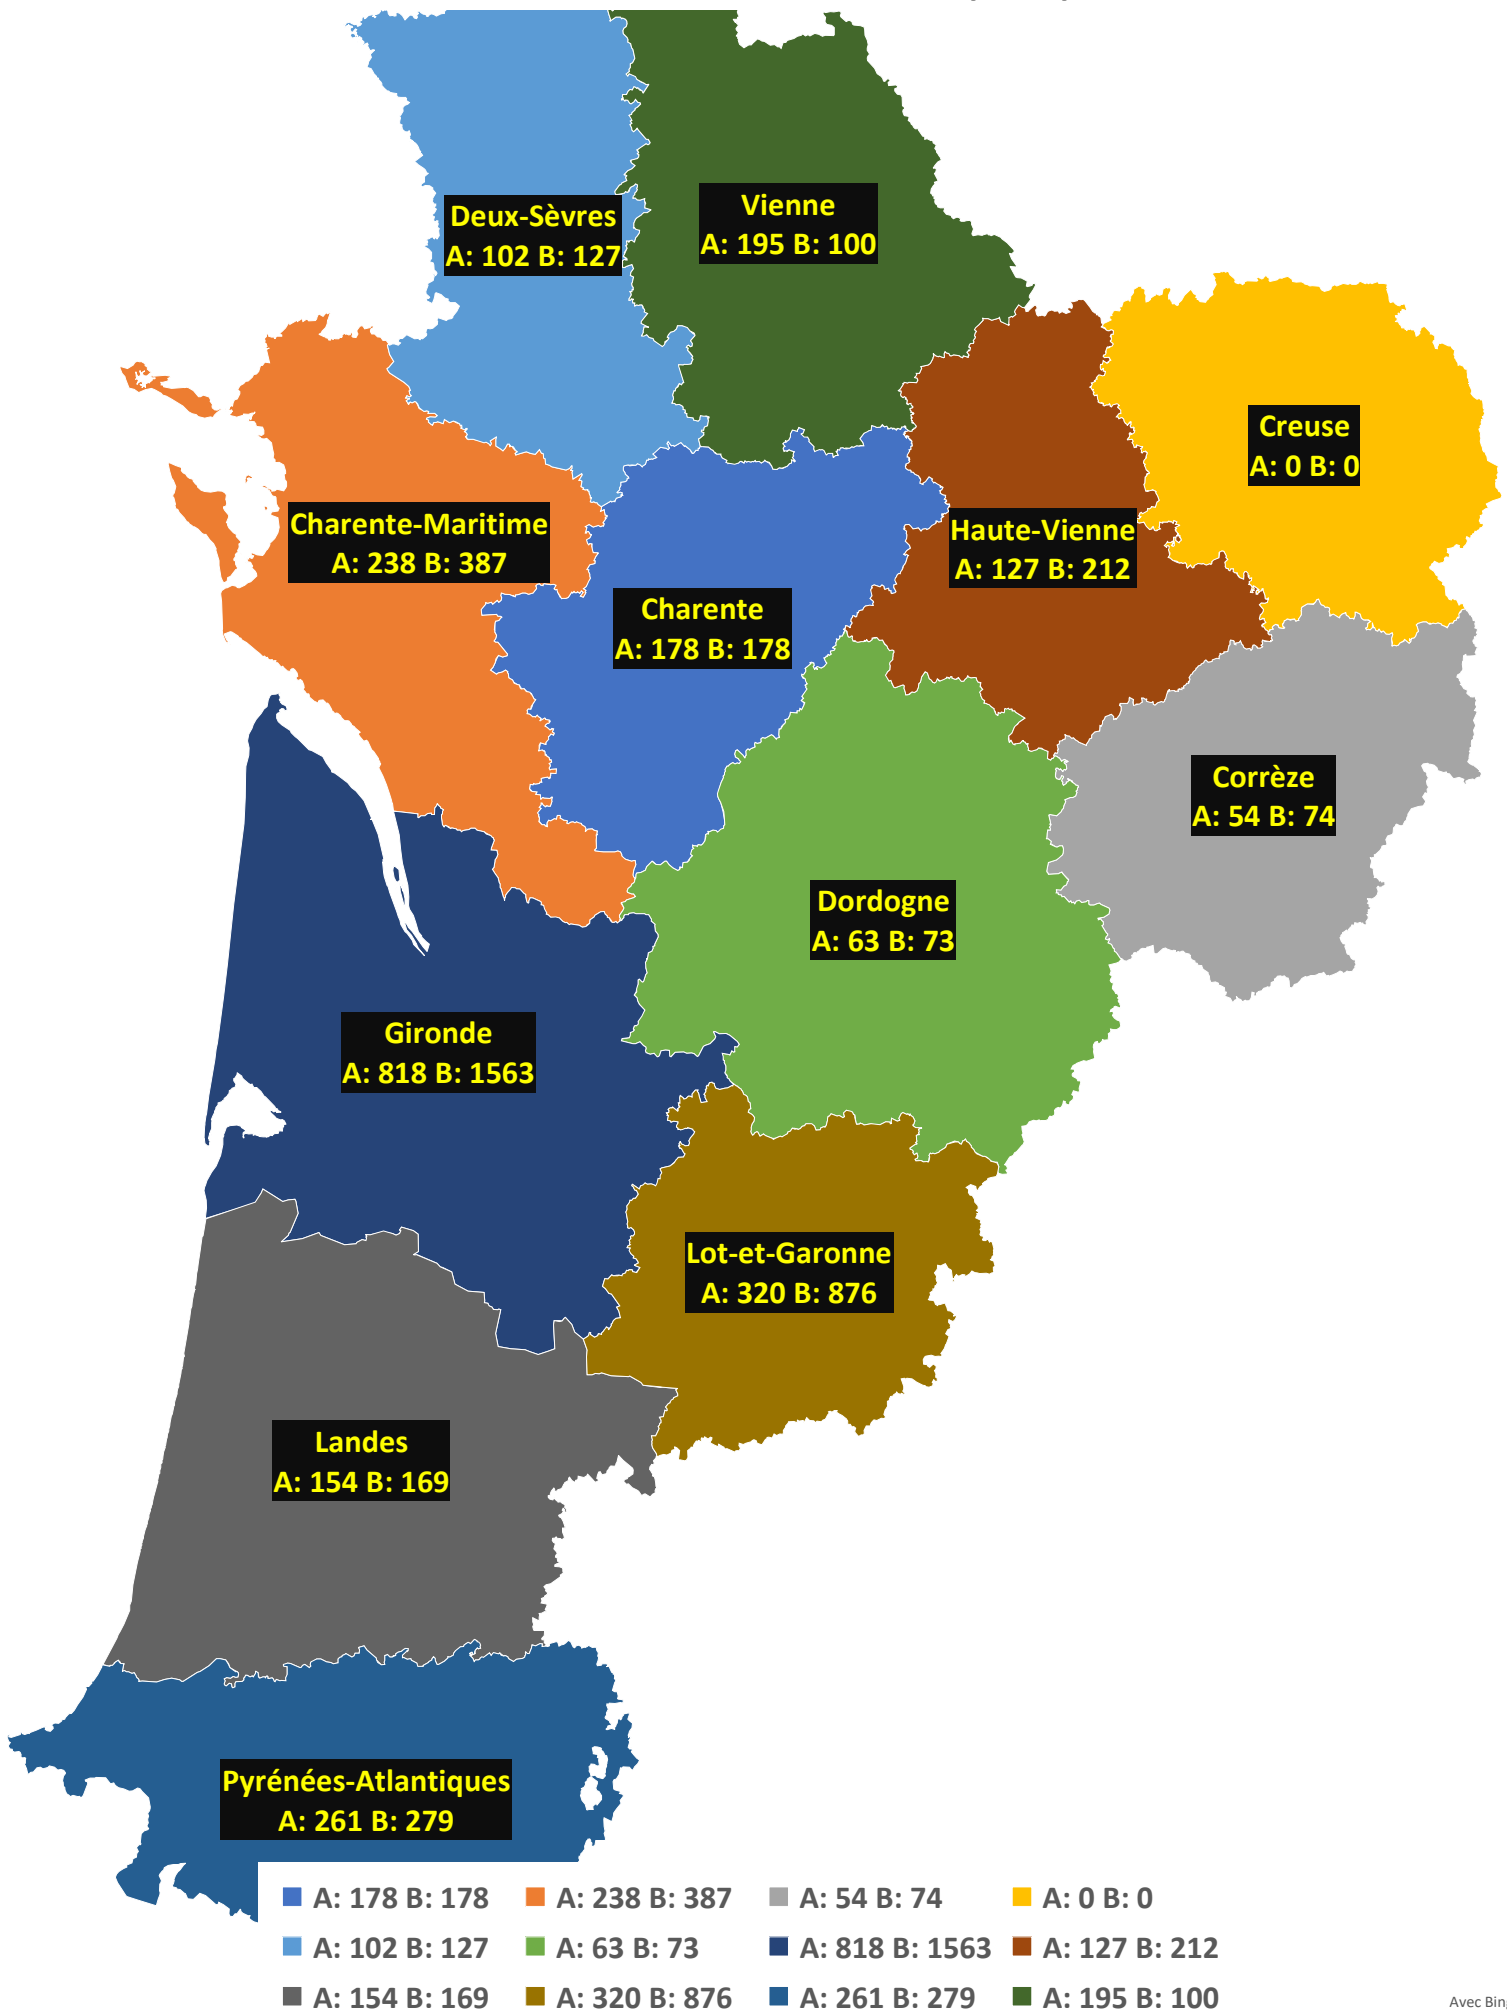 Deux-Sèvres
A: 102 B: 127
Vienne
A: 195 B: 100
Creuse
A: 0 B: 0
Charente-Maritime
A: 238 B: 387
Haute-Vienne
A: 127 B: 212
Charente
A: 178 B: 178
Corrèze
A: 54 B: 74
Dordogne
A: 63 B: 73
Gironde
A: 818 B: 1563
Lot-et-Garonne
A: 320 B: 876
Landes
A: 154 B: 169
Pyrénées-Atlantiques
A: 261 B: 279
A: 178 B: 178 A: 238 B: 387 A: 54 B: 74 A: 0 B: 0
A: 102 B: 127 A: 63 B: 73 A: 818 B: 1563 A: 127 B: 212
A: 154 B: 169 A: 320 B: 876 A: 261 B: 279 A: 195 B: 100
Avec Bin